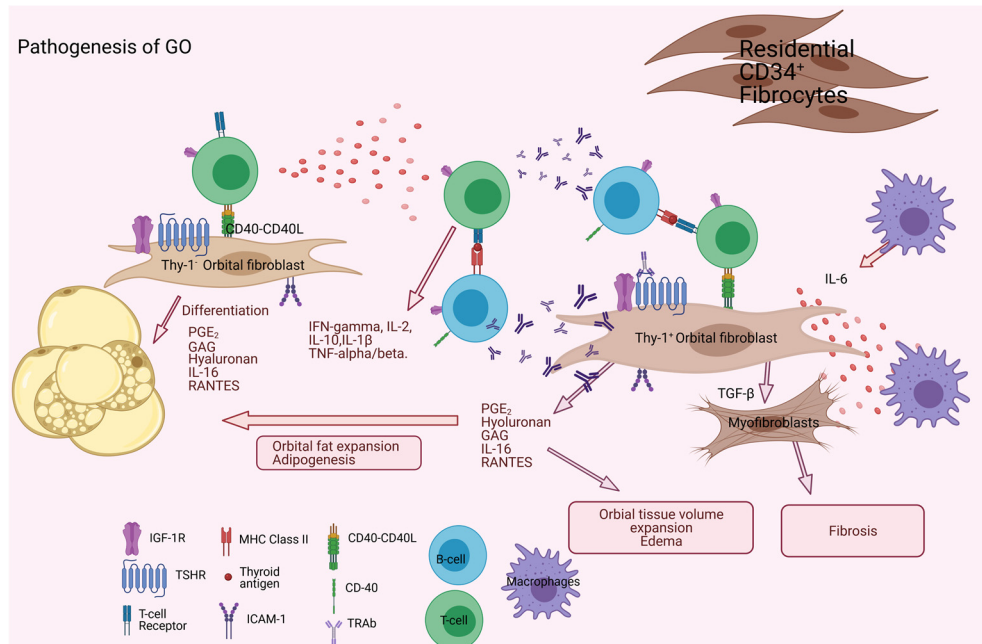 Pathogenesis of GO
Residential
CD34⁺
Fibrocytes
CD40-CD40L
Thy-1⁻ Orbital fibroblast
IL-6
Differentiation
PGE₂
GAG
Hyaluronan
IL-16
RANTES
IFN-gamma, IL-2,
IL-10,IL-1β
TNF-alpha/beta.
Thy-1⁺ Orbital fibroblast
TGF-β
Myofibroblasts
PGE₂
Hyoluronan
GAG
IL-16
RANTES
Orbital fat expansion
Adipogenesis
Orbial tissue volume
expansion
Edema
Fibrosis
IGF-1R
MHC Class II
CD40-CD40L
B-cell
TSHR
Thyroid
antigen
CD-40
Macrophages
T-cell
Receptor
ICAM-1
TRAb
T-cell